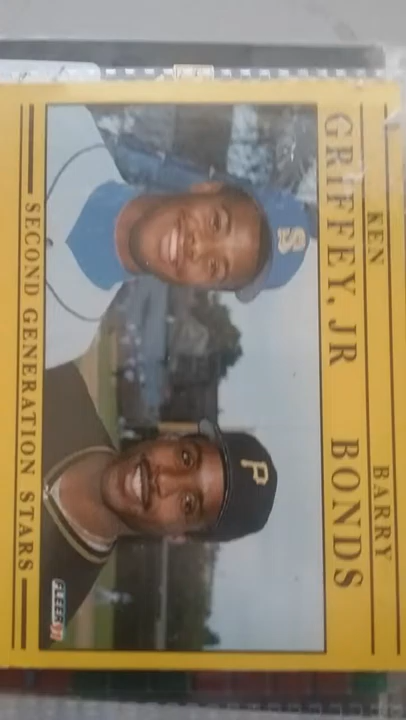 KEN
GRIFFEY, JR
BARRY
BONDS
S
P
SECOND GENERATION STARS
FLEER 91